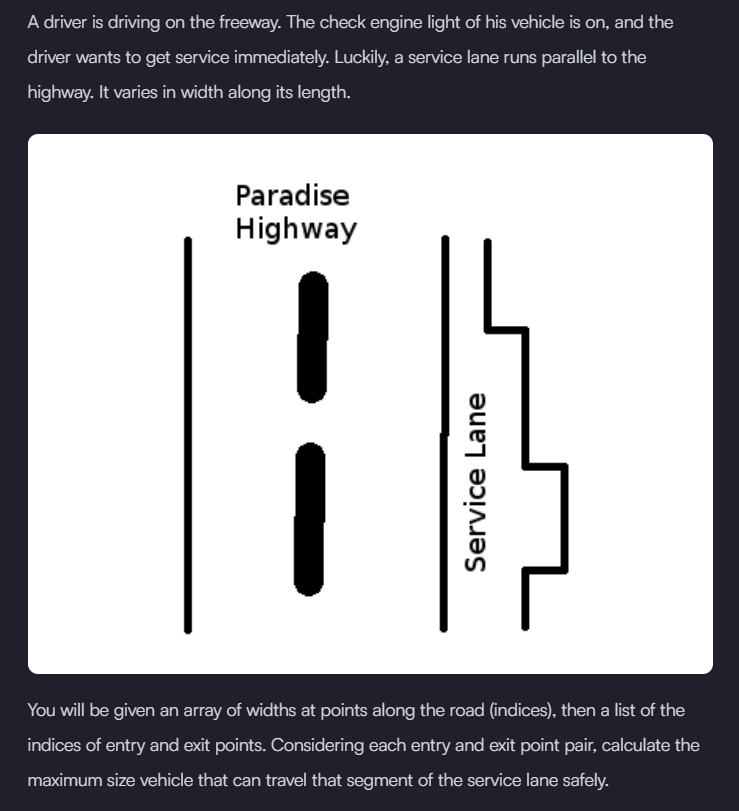 A driver is driving on the freeway. The check engine light of his vehicle is on, and the
driver wants to get service immediately. Luckily, a service lane runs parallel to the
highway. It varies in width along its length.
Paradise
Highway
Service Lane
You will be given an array of widths at points along the road (indices), then a list of the
indices of entry and exit points. Considering each entry and exit point pair, calculate the
maximum size vehicle that can travel that segment of the service lane safely.